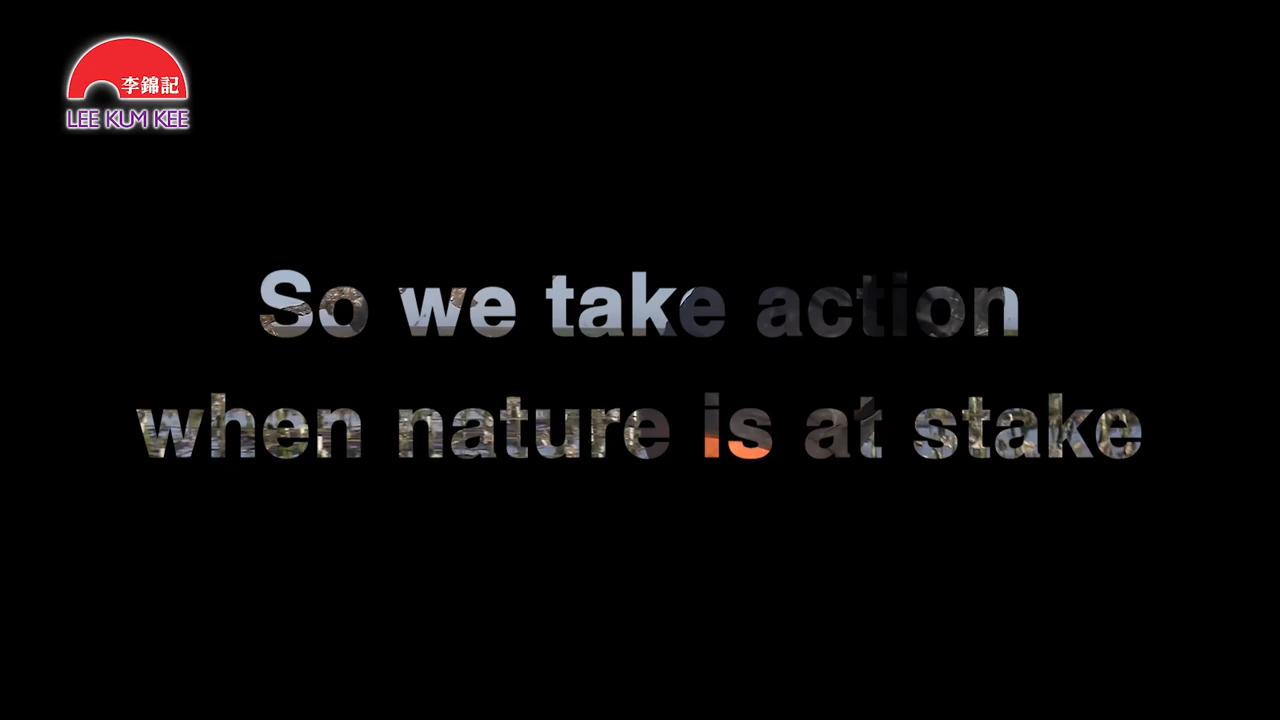 李錦記
LEE KUM KEE
So we take action
when nature is at stake